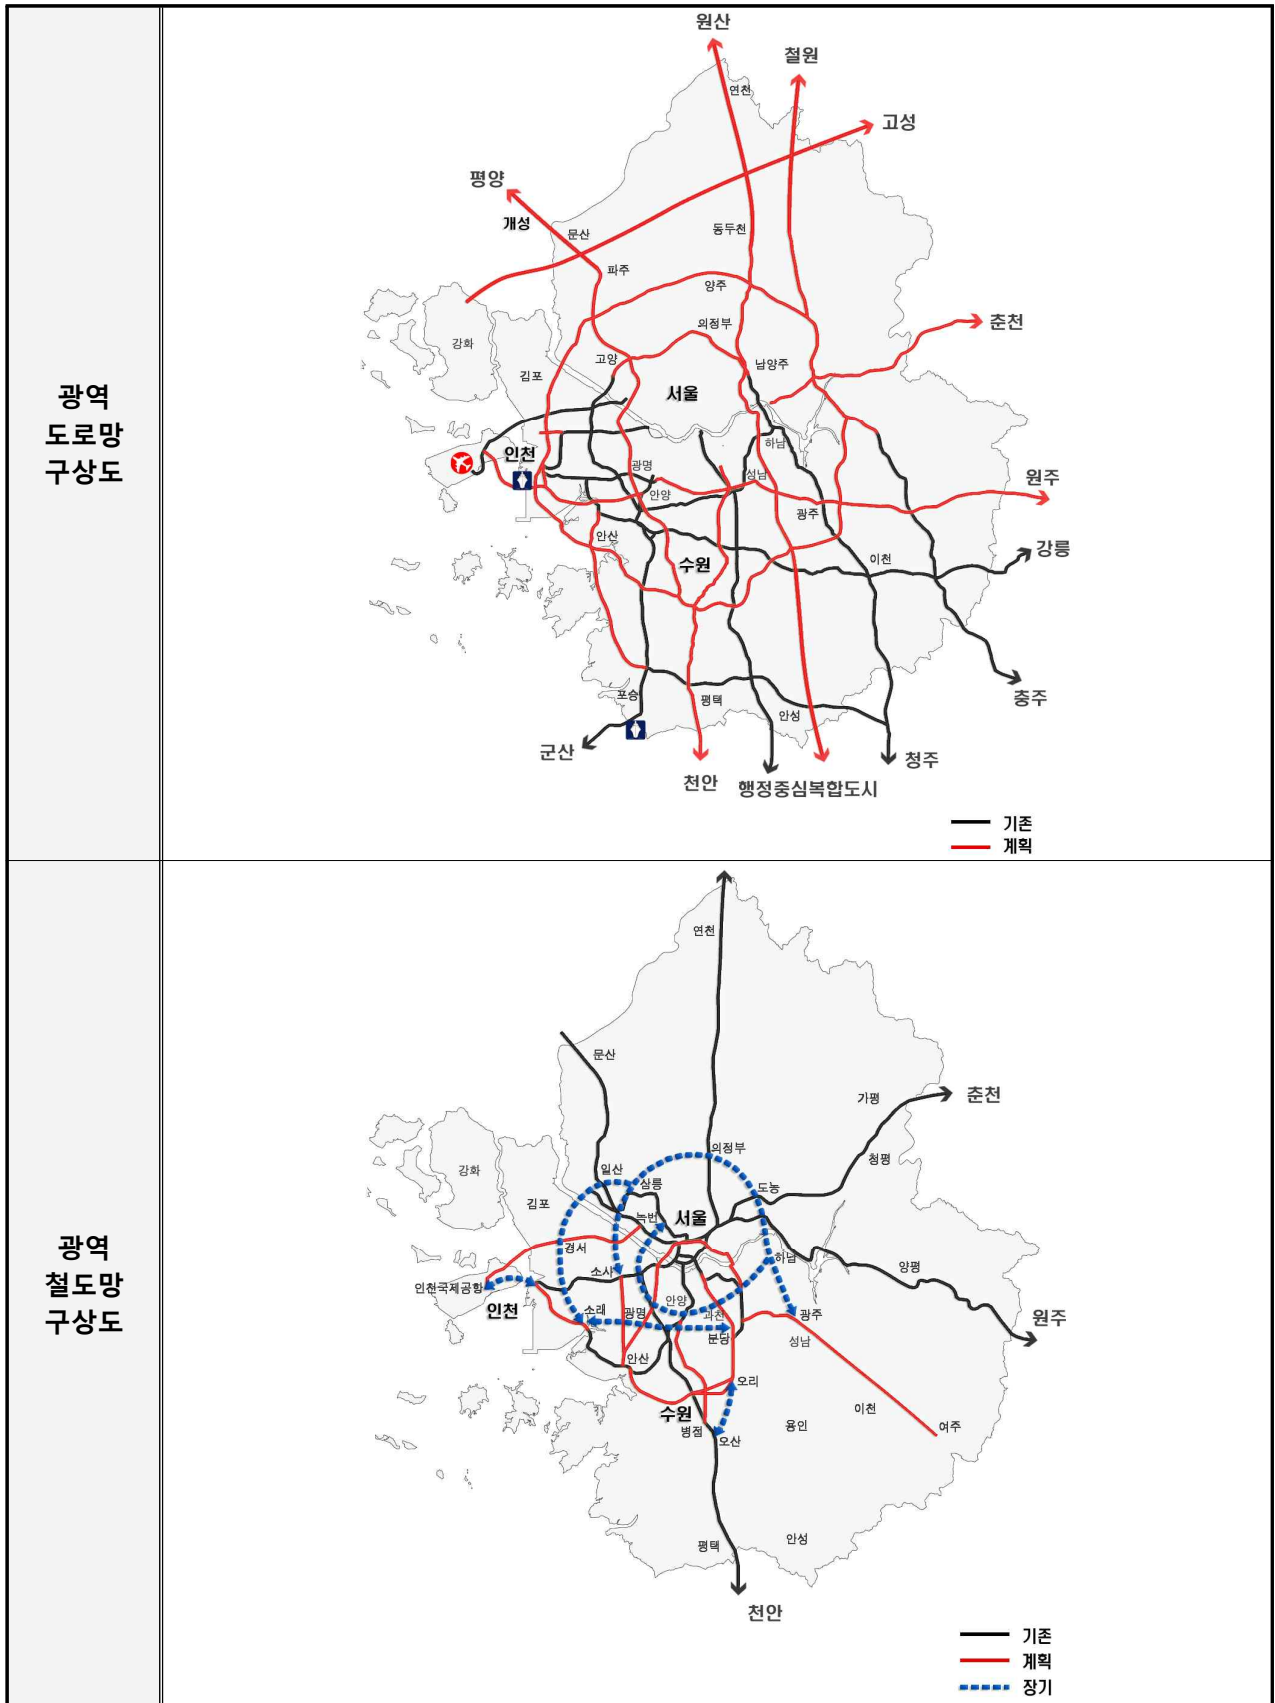 광역
도로망
구상도
원산
철원
연천
고성
평양
개성
문산
동두천
파주
양주
춘천
의정부
강화
고양
남양주
김포
서울
하남
인천
광명
성남
원주
안양
광주
안산
강릉
이천
수원
포승
평택
충주
안성
군산
청주
천안
행정중심복합도시
기존
계획
광역
철도망
구상도
연천
문산
가평
춘천
의정부
청평
일산
강화
삼릉
도농
김포
녹번
서울
경서
하남
양평
소사
인천국제공항
안양
인천
소래
광명
과천
광주
원주
분당
성남
안산
오리
이천
수원
용인
여주
병점
오산
안성
평택
천안
기존
계획
장기